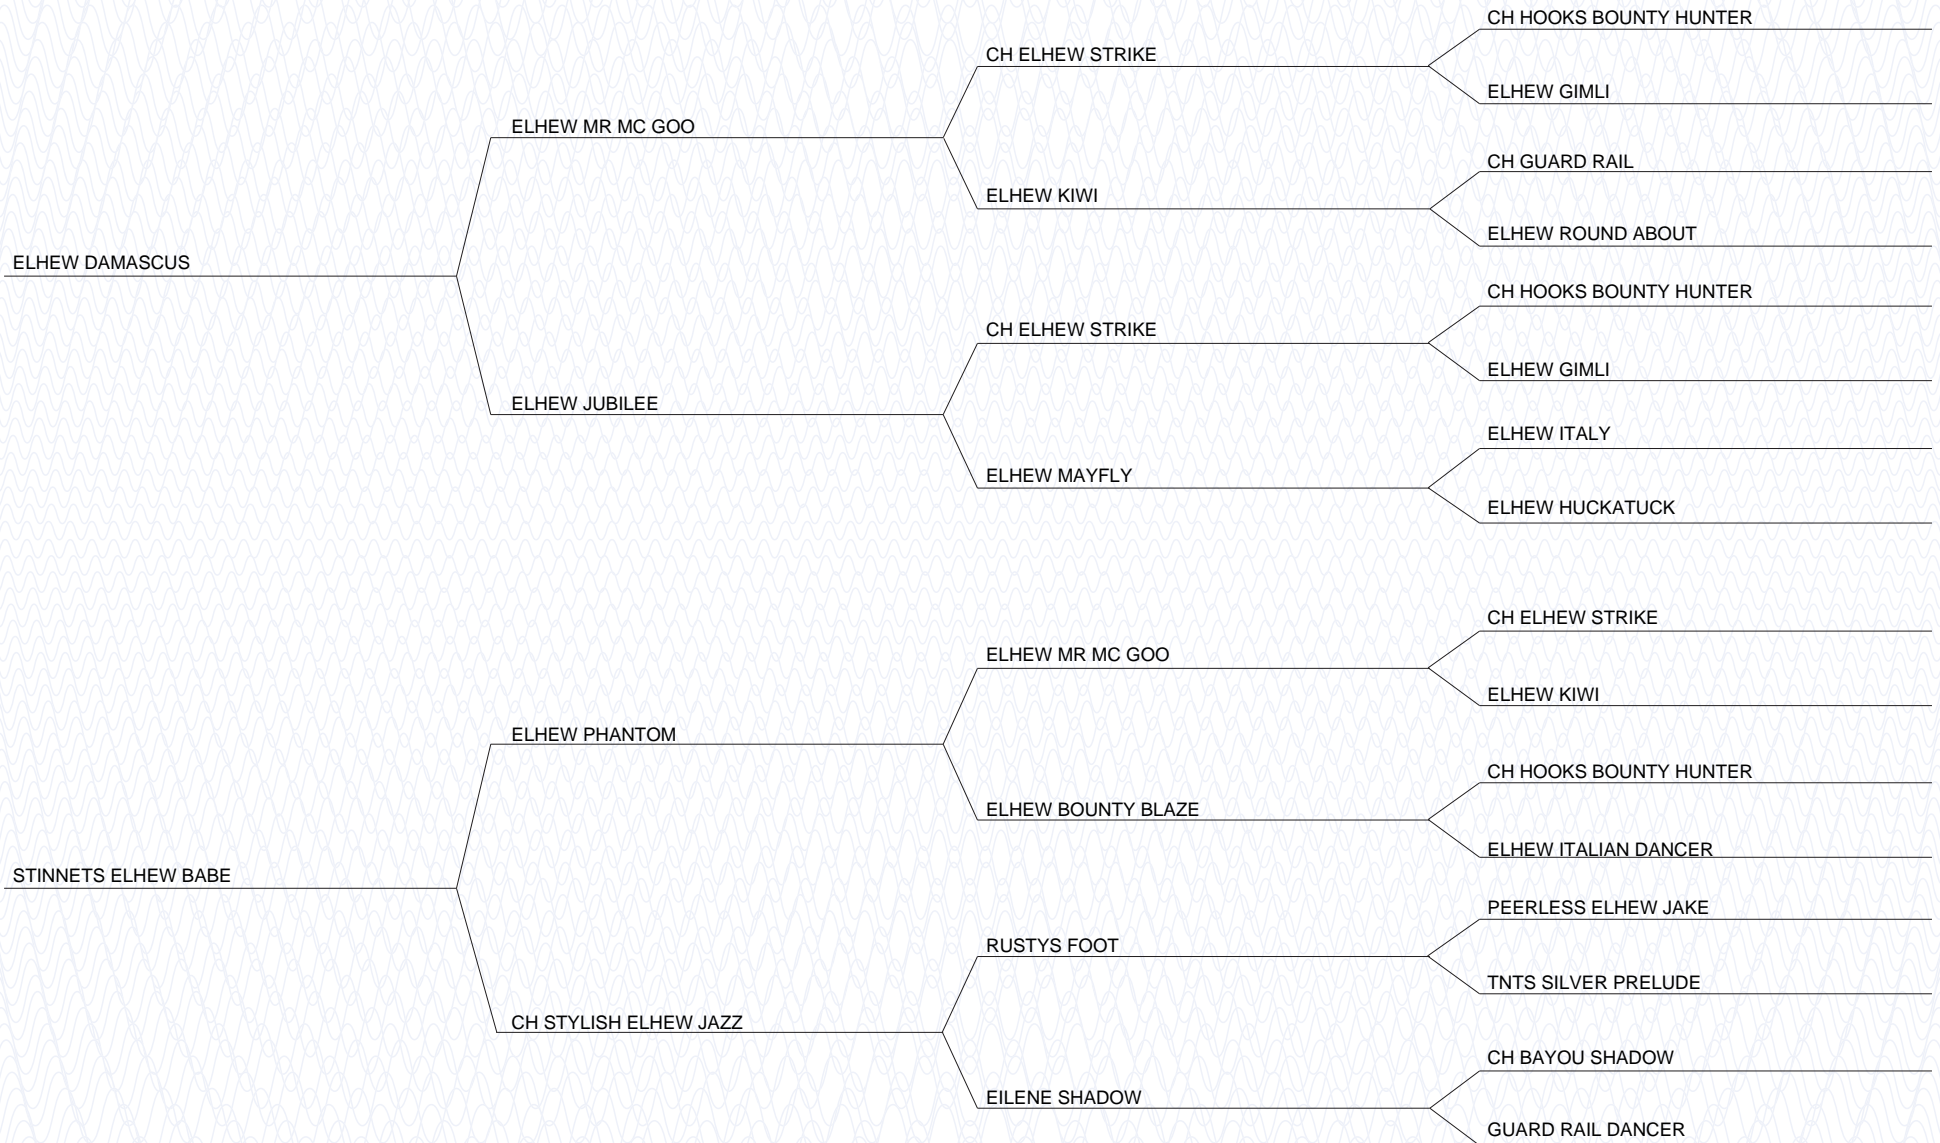 CH HOOKS BOUNTY HUNTER
CH ELHEW STRIKE
ELHEW GIMLI
ELHEW MR MC GOO
CH GUARD RAIL
ELHEW KIWI
ELHEW ROUND ABOUT
ELHEW DAMASCUS
CH HOOKS BOUNTY HUNTER
CH ELHEW STRIKE
ELHEW GIMLI
ELHEW JUBILEE
ELHEW ITALY
ELHEW MAYFLY
ELHEW HUCKATUCK
CH ELHEW STRIKE
ELHEW MR MC GOO
ELHEW KIWI
ELHEW PHANTOM
CH HOOKS BOUNTY HUNTER
ELHEW BOUNTY BLAZE
ELHEW ITALIAN DANCER
STINNETS ELHEW BABE
PEERLESS ELHEW JAKE
RUSTYS FOOT
TNTS SILVER PRELUDE
CH STYLISH ELHEW JAZZ
CH BAYOU SHADOW
EILENE SHADOW
GUARD RAIL DANCER